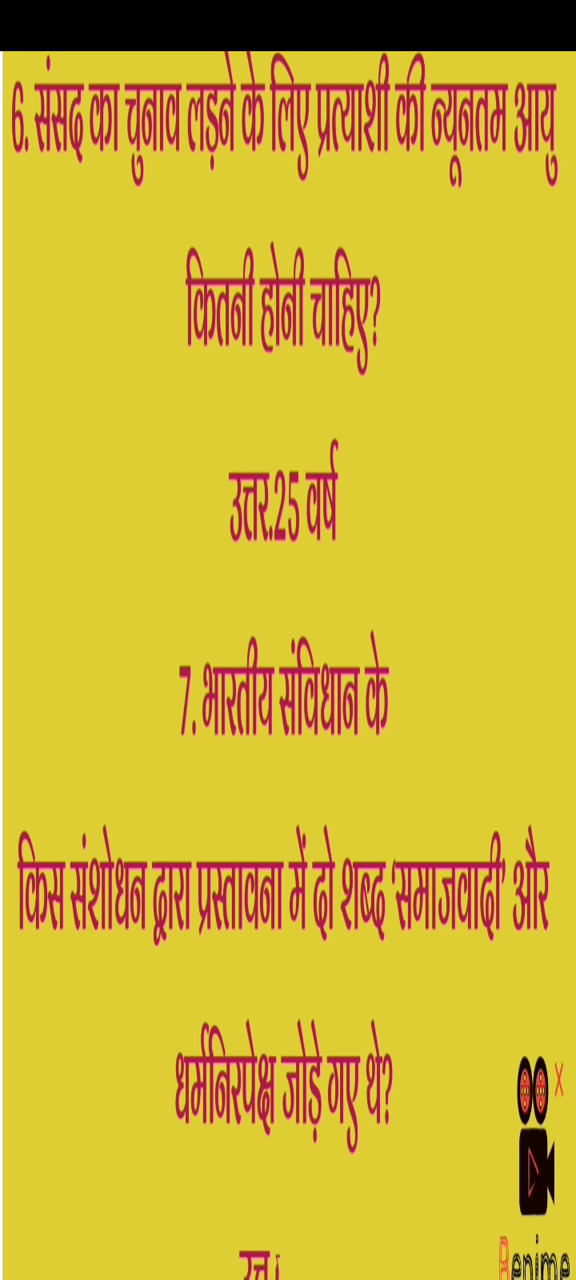 6. संसद का चुनाव लड़ने के लिए प्रत्याशी की न्यूनतम आयु
कितनी होनी चाहिए?
उत्तर.25 वर्ष
7. भारतीय संविधान के
किस संशोधन द्वारा प्रस्तावना में दो शब्द ‘समाजवादी’ और
धर्मनिरपेक्ष जोड़े गए थे?
X
Benime